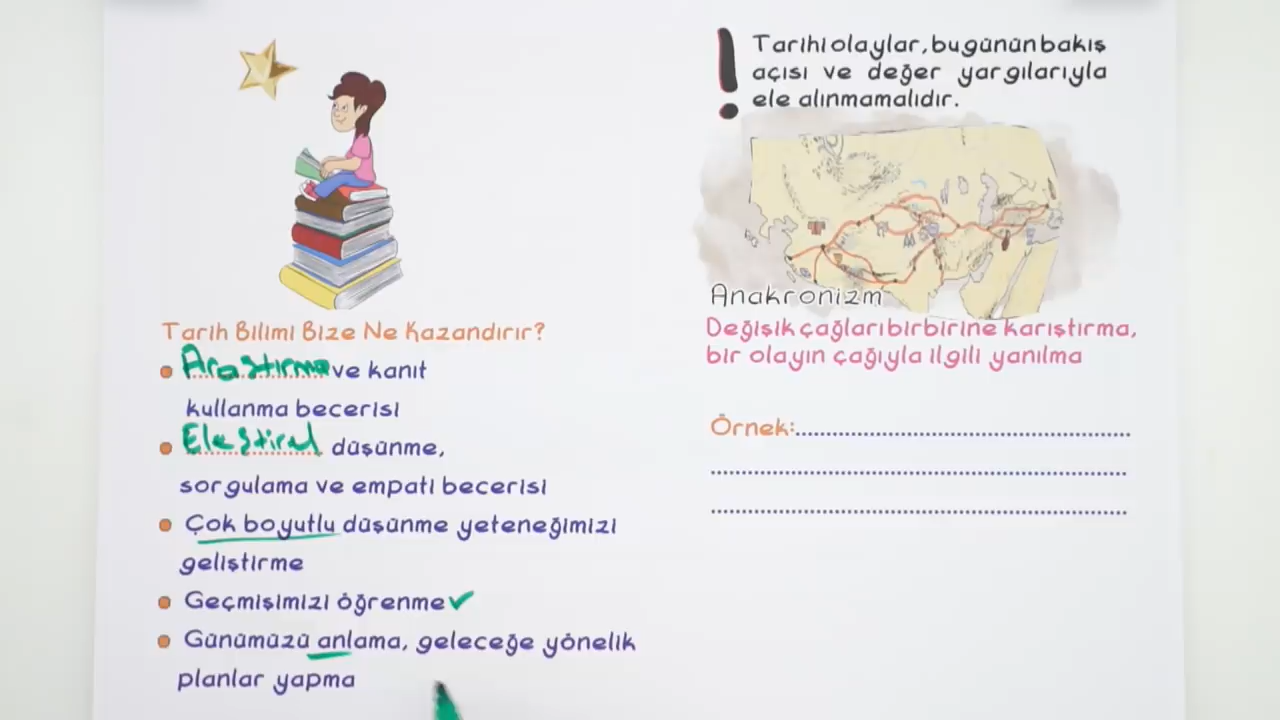 Tarih Bilimi Bize Ne Kazandırır?
Araştırma ve kanıt
kullanma becerisi
Eleştirel düşünme,
sorgulama ve empati becerisi
Çok boyutlu düşünme yeteneğimizi
geliştirme
Geçmişimizi öğrenme
Günümüzü anlama, geleceğe yönelik
planlar yapma
! Tarihi olaylar, bugünün bakış
açısı ve değer yargılarıyla
ele alınmamalıdır.
Anakronizm
Değişik çağları birbirine karıştırma,
bir olayın çağıyla ilgili yanılma
Örnek: